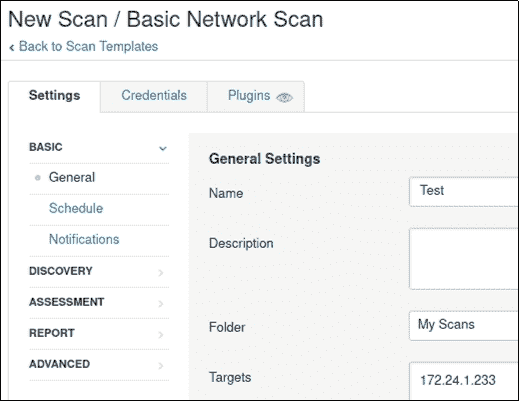 New Scan / Basic Network Scan
‹ Back to Scan Templates
Settings Credentials Plugins
BASIC
General
Schedule
Notifications
DISCOVERY
ASSESSMENT
REPORT
ADVANCED
General Settings
Name Test
Description
Folder My Scans
Targets 172.24.1.233